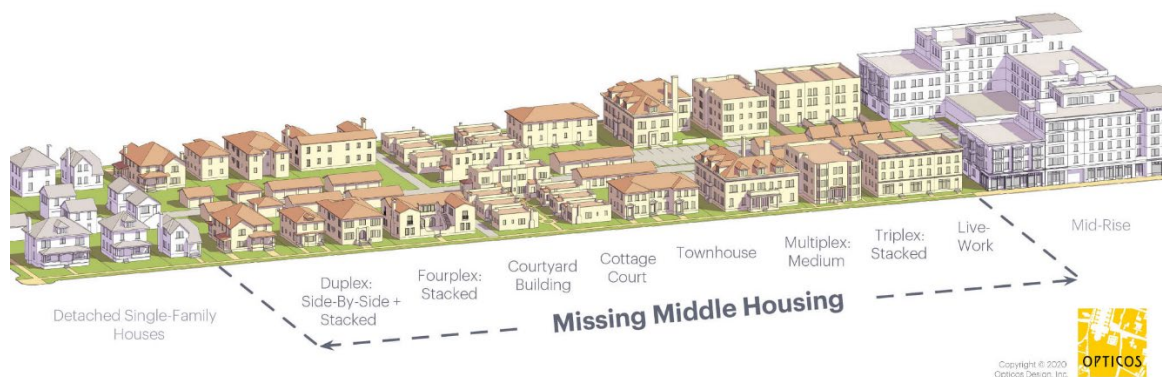 Detached Single-Family
Houses
Duplex:
Side-By-Side +
Stacked
Fourplex:
Stacked
Courtyard
Building
Cottage
Court
Townhouse
Multiplex:
Medium
Triplex:
Stacked
Live-
Work
Mid-Rise
Missing Middle Housing
Copyright © 2020
Opticos Design, Inc.
OPTICOS